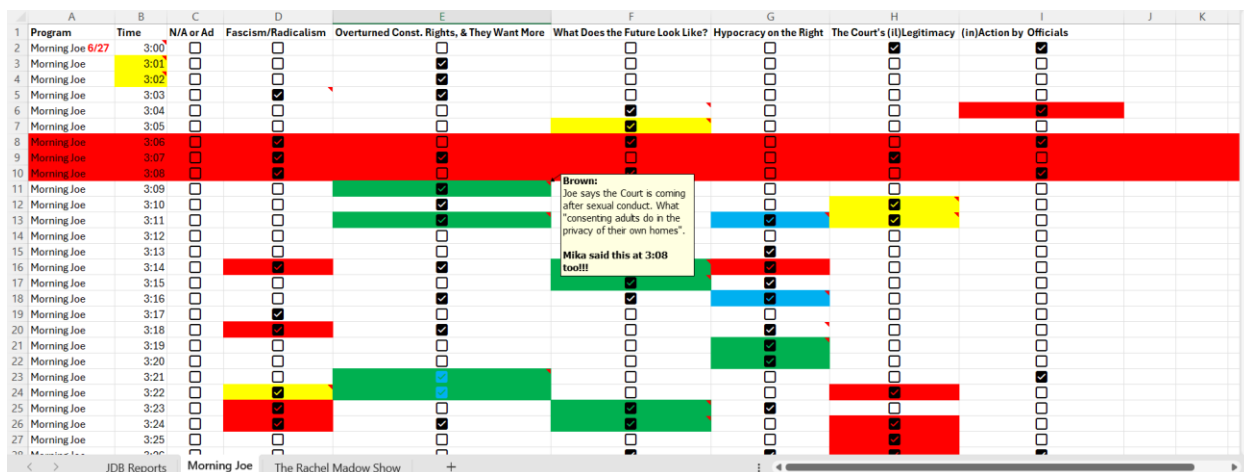 A B C D E F G H I J K
1 Program Time N/A or Ad Fascism/Radicalism Overturned Const. Rights, & They Want More What Does the Future Look Like? Hypocracy on the Right The Court's (il)Legitimacy (in)Action by Officials
2 Morning Joe 6/27 3:00
3 Morning Joe 3:01
4 Morning Joe 3:02
5 Morning Joe 3:03
6 Morning Joe 3:04
7 Morning Joe 3:05
8 Morning Joe 3:06
9 Morning Joe 3:07
10 Morning Joe 3:08
11 Morning Joe 3:09
12 Morning Joe 3:10
13 Morning Joe 3:11
14 Morning Joe 3:12
15 Morning Joe 3:13
16 Morning Joe 3:14
17 Morning Joe 3:15
18 Morning Joe 3:16
19 Morning Joe 3:17
20 Morning Joe 3:18
21 Morning Joe 3:19
22 Morning Joe 3:20
23 Morning Joe 3:21
24 Morning Joe 3:22
25 Morning Joe 3:23
26 Morning Joe 3:24
27 Morning Joe 3:25
Brown:
Joe says the Court is coming
after sexual conduct. What
"consenting adults do in the
privacy of their own homes".
Mika said this at 3:08
too!!!
JDB Reports Morning Joe The Rachel Madow Show +